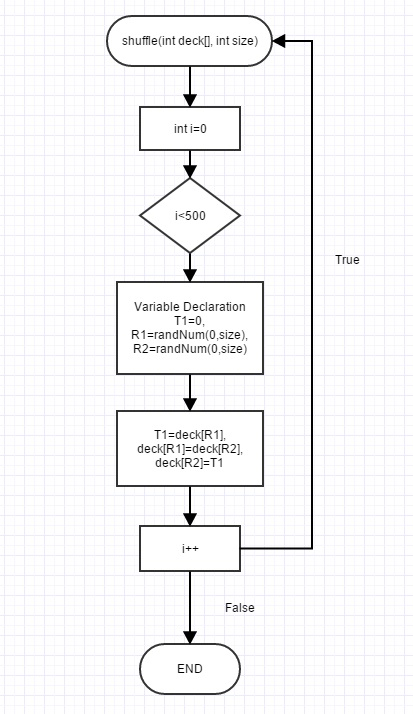 shuffle(int deck[], int size)
int i=0
i<500
True
Variable Declaration
T1=0,
R1=randNum(0,size),
R2=randNum(0,size)
T1=deck[R1],
deck[R1]=deck[R2],
deck[R2]=T1
i++
False
END